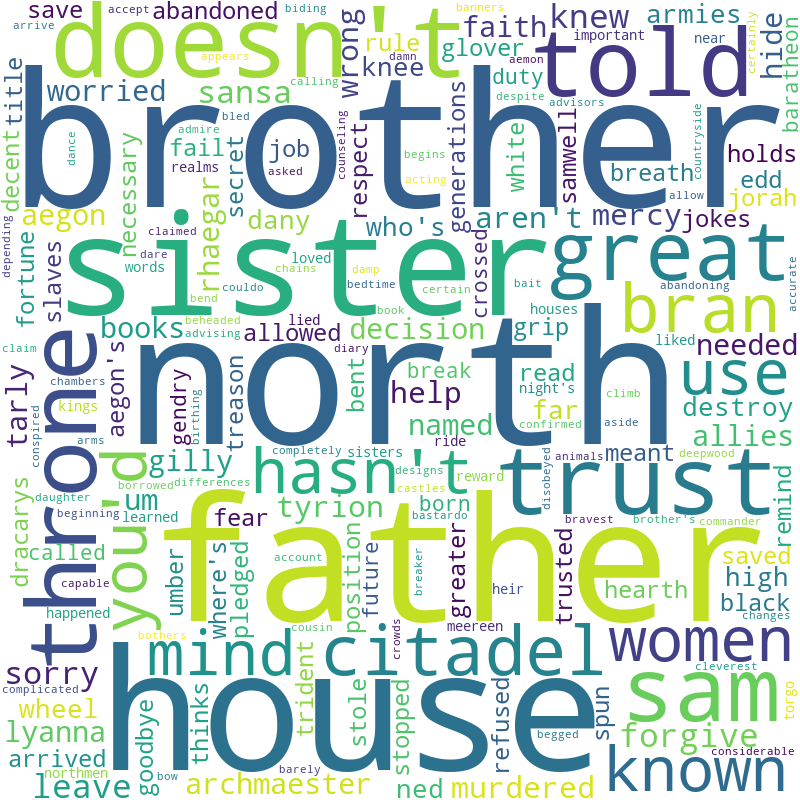 arrive
accept
biding
banners
save
abandoned
appears
doesn't
damn
calling
faith
knew
important
armies
near
certainly
hide
told
wrong
rule
glover
aemon
knee
duty
despite
advisors
worried
sansa
title
brother
baratheon
bled
admire
fail
job
counseling
begins
acting
generations
white
samwell
countryside
decent
dance
realms
secret
asked
respect
breath
holds
edd
allow
jorah
necessary
rhaegar
aegon
dany
who's
aren't
mercy
jokes
crossed
depending
fortune
slaves
claimed
dare
words
sister
loved
chains
damp
certain
bait
great
bedtime
abandoning
accurate
bend
couldo
book
houses
bran
throne
books
beheaded
advising
lied
allowed
decision
grip
liked
needed
claim
aegon's
north
diary
bent
break
read
night's
use
tarly
chambers
kings
gendry
birthing
treason
help
named
far
climb
confirmed
aside
destroy
conspired
arms
you'd
ride
allies
gilly
completely
sisters
important
hasn't
designs
reward
animals
meant
deepwood
trust
remind
daughter
borrowed
differences
castles
disobeyed
dracarys
um
tyrion
born
bastardo
bravest
brother's
commander
beginning
learned
fear
father
called
umber
where's
pledged
account
position
future
breaker
greater
trusted
hearth
saved
high
capable
happened
heir
black
changes
bothers
cousin
crowds
meereen
sorry
mind
citadel
women
cleverest
complicated
house
wheel
thinks
trident
stole
stopped
refused
begged
spun
sam
torgo
lyanna
goodbye
forgive
considerable
arrived
northmen
bow
barely
leave
archmaester
ned
murdered
known